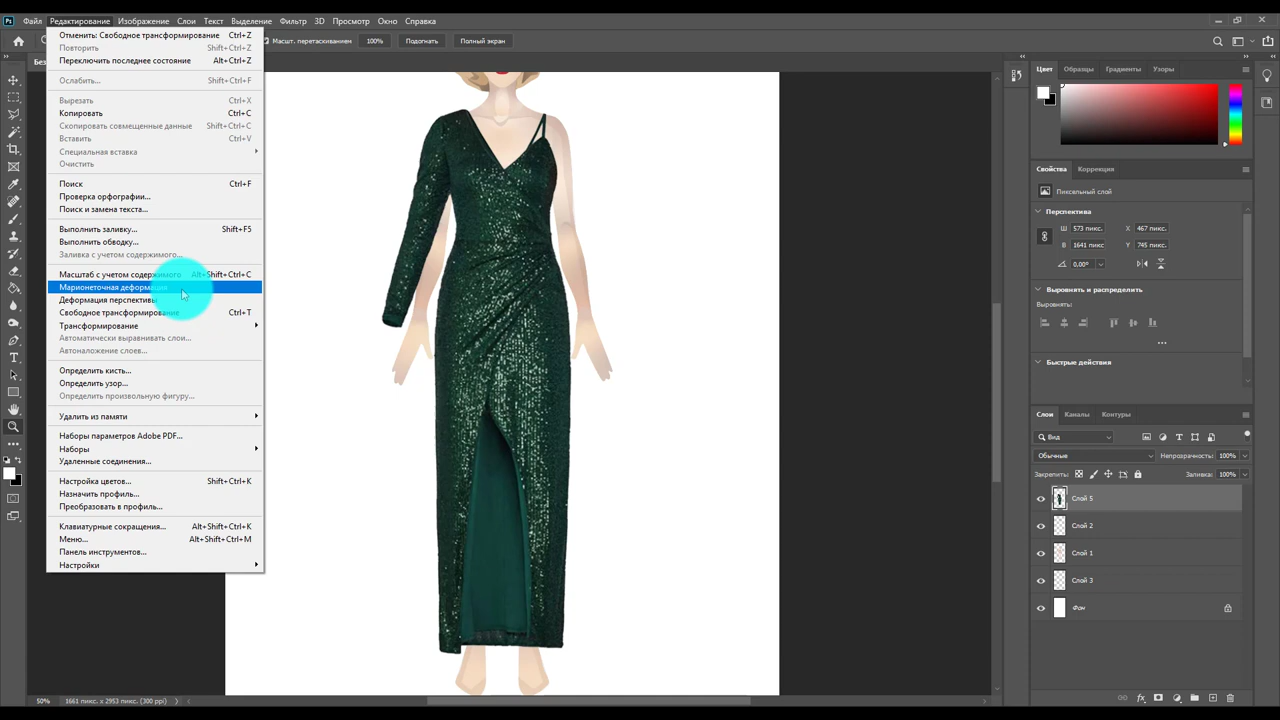 Файл Редактирование Изображение Слои Текст Выделение Фильтр 3D Просмотр Окно Справка
Масшт. перетаскиванием 100% Подогнать Полный экран
Отменить: Свободное трансформирование Ctrl+Z
Повторить Shift+Ctrl+Z
Переключить последнее состояние Alt+Ctrl+Z
Ослабить... Shift+Ctrl+F
Вырезать Ctrl+X
Копировать Ctrl+C
Скопировать совмещенные данные Shift+Ctrl+C
Вставить Ctrl+V
Специальная вставка
Очистить
Поиск Ctrl+F
Проверка орфографии...
Поиск и замена текста...
Выполнить заливку... Shift+F5
Выполнить обводку...
Заливка с учетом содержимого...
Масштаб с учетом содержимого Alt+Shift+Ctrl+C
Марионеточная деформация
Деформация перспективы
Свободное трансформирование Ctrl+T
Трансформирование
Автоматически выравнивать слои...
Автоналожение слоев...
Определить кисть...
Определить узор...
Определить произвольную фигуру...
Удалить из памяти
Наборы параметров Adobe PDF...
Наборы
Удаленные соединения...
Настройка цветов... Shift+Ctrl+K
Назначить профиль...
Преобразовать в профиль...
Клавиатурные сокращения... Alt+Shift+Ctrl+K
Меню... Alt+Shift+Ctrl+M
Панель инструментов...
Настройки
Ps
Без
50% 1661 пикс. x 2953 пикс. (300 ppi)
Цвет Образцы Градиенты Узоры
Свойства Коррекция
Пиксельный слой
Перспектива
Ш 573 пикс. X 467 пикс.
В 1641 пикс Y 745 пикс.
0,00°
Выровнять и распределить
Выровнять:
Быстрые действия
Слои Каналы Контуры
Вид
Обычные Непрозрачность: 100%
Закрепить: Заливка: 100%
Слой 5
Слой 2
Слой 1
Слой 3
Фон